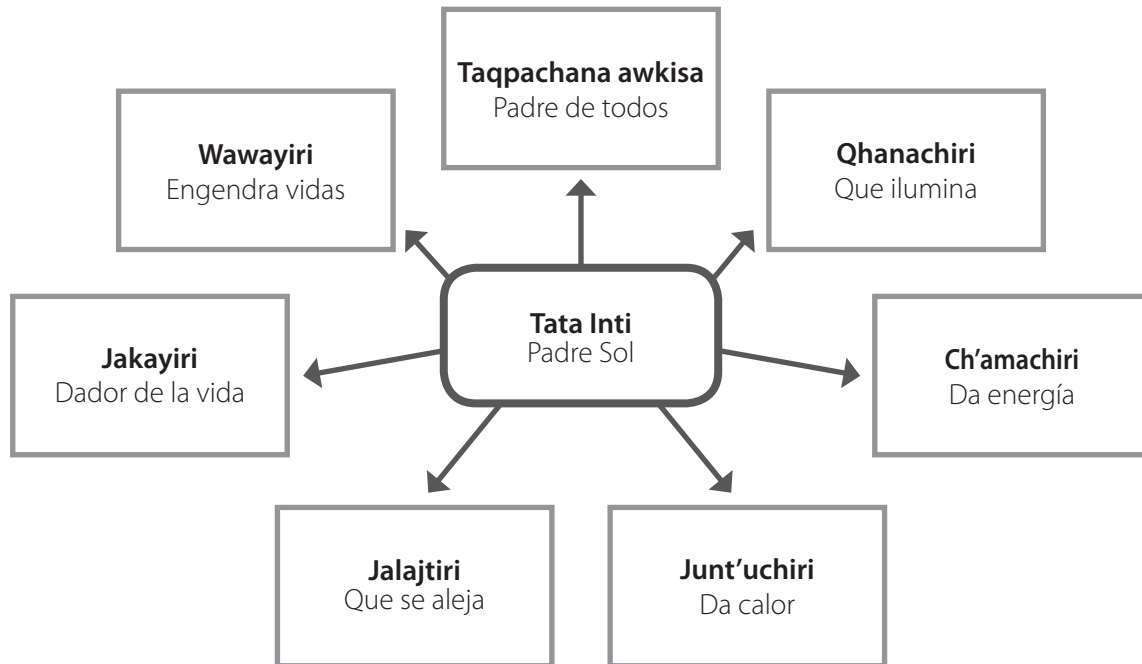 Taqpachana awkisa
Padre de todos
Wawayiri
Engendra vidas
Qhanachiri
Que ilumina
Tata Inti
Padre Sol
Jakayiri
Dador de la vida
Ch’amachiri
Da energía
Jalajtiri
Que se aleja
Junt’uchiri
Da calor